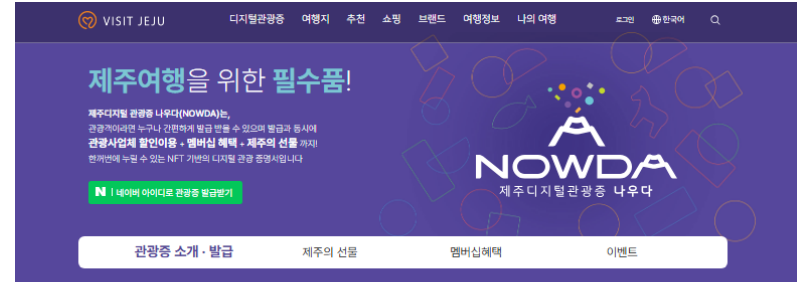 VISIT JEJU
디지털관광증 여행지 추천 쇼핑 브랜드 여행정보 나의 여행
로그인 한국어
제주여행을 위한 필수품!
제주디지털 관광증 나우다(NOWDA)는,
관광객이라면 누구나 간편하게 발급 받을 수 있으며 발급과 동시에
관광사업체 할인이용 + 멤버십 혜택 + 제주의 선물 까지!
한꺼번에 누릴 수 있는 NFT 기반의 디지털 관광 증명서입니다
N 네이버 아이디로 관광증 발급받기
NOWDA
제주디지털관광증 나우다
관광증 소개 · 발급 제주의 선물 멤버십혜택 이벤트